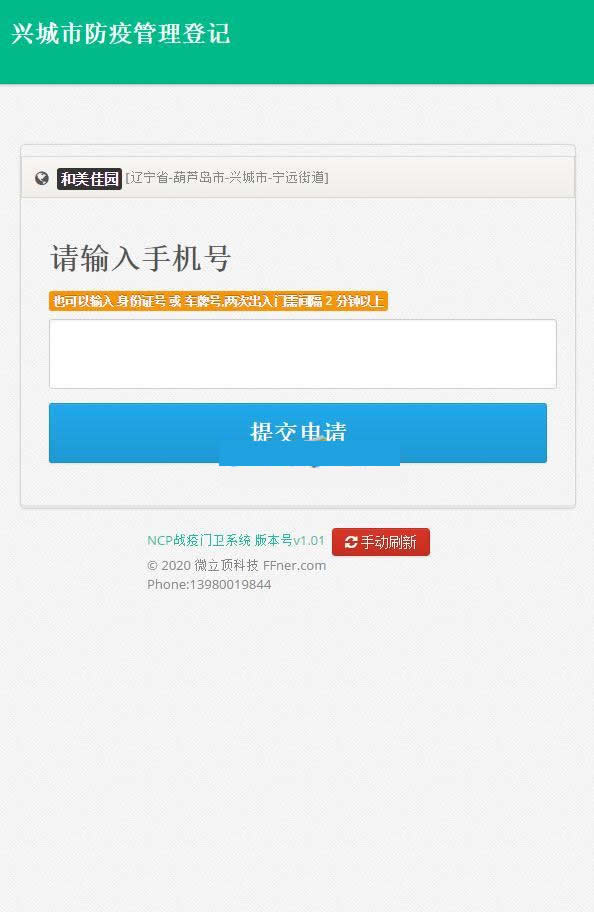 兴城市防疫管理登记
和美佳园 [辽宁省-葫芦岛市-兴城市-宁远街道]
请输入手机号
也可以输入 身份证号 或 车牌号,两次出入门需间隔 2 分钟以上
提交申请
NCP战疫门卫系统 版本号v1.01 手动刷新
© 2020 微立顶科技 FFner.com
Phone:13980019844